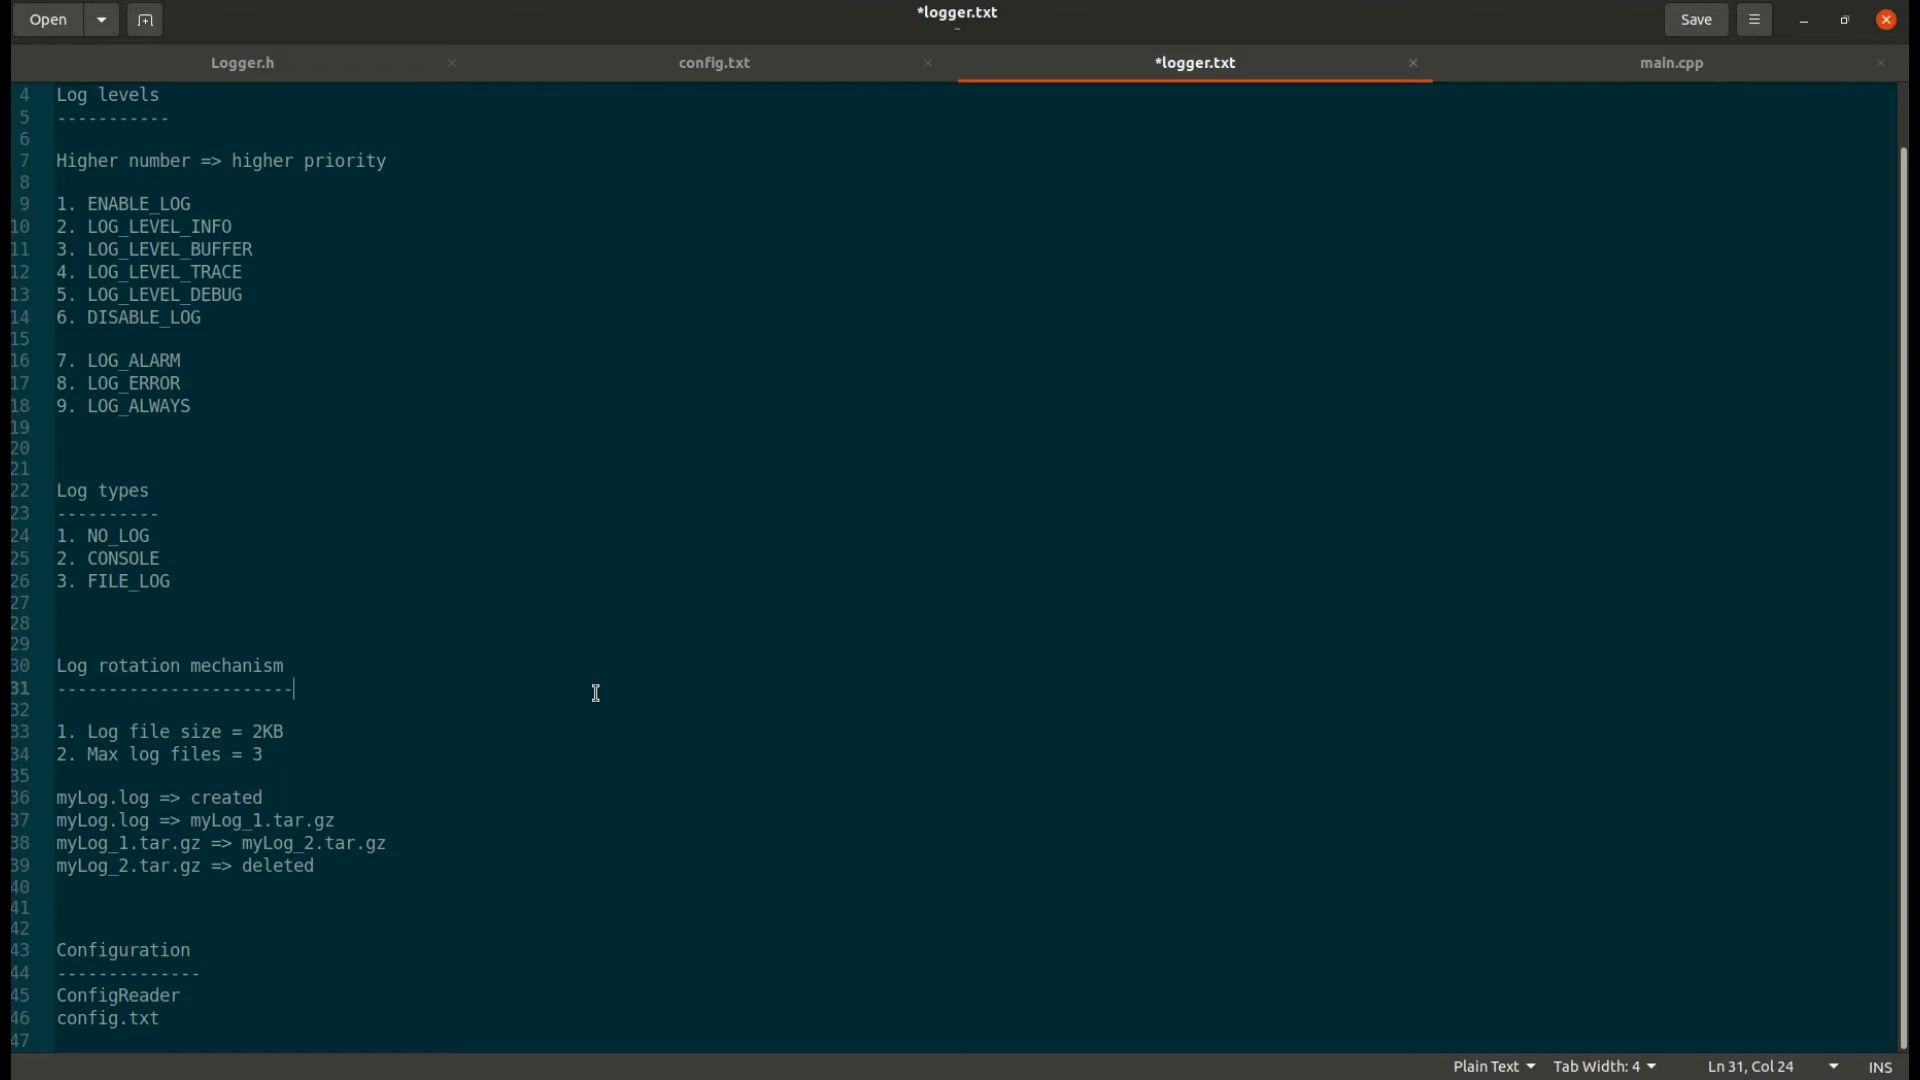 Open
*logger.txt
~
Save
Logger.h
config.txt
*logger.txt
main.cpp
4 Log levels
5 -----------
6
7 Higher number => higher priority
8
9 1. ENABLE_LOG
10 2. LOG_LEVEL_INFO
11 3. LOG_LEVEL_BUFFER
12 4. LOG_LEVEL_TRACE
13 5. LOG_LEVEL_DEBUG
14 6. DISABLE_LOG
15
16 7. LOG_ALARM
17 8. LOG_ERROR
18 9. LOG_ALWAYS
19
20
21
22 Log types
23 ----------
24 1. NO_LOG
25 2. CONSOLE
26 3. FILE_LOG
27
28
29
30 Log rotation mechanism
31 -----------------------
32
33 1. Log file size = 2KB
34 2. Max log files = 3
35
36 myLog.log => created
37 myLog.log => myLog_1.tar.gz
38 myLog_1.tar.gz => myLog_2.tar.gz
39 myLog_2.tar.gz => deleted
40
41
42
43 Configuration
44 --------------
45 ConfigReader
46 config.txt
47
Plain Text
Tab Width: 4
Ln 31, Col 24
INS